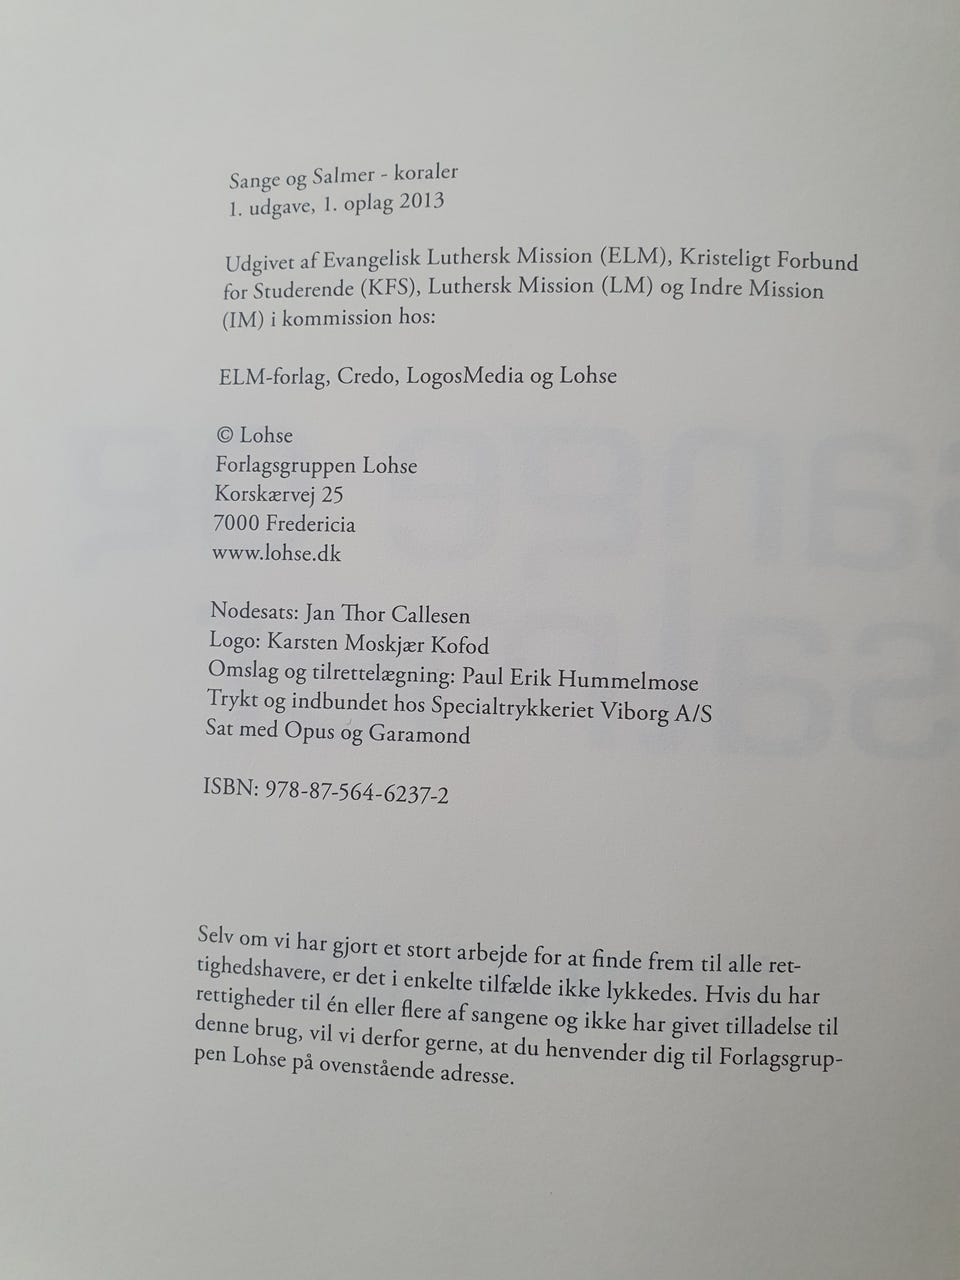 Sange og Salmer - koraler
1. udgave, 1. oplag 2013
Udgivet af Evangelisk Luthersk Mission (ELM), Kristeligt Forbund
for Studerende (KFS), Luthersk Mission (LM) og Indre Mission
(IM) i kommission hos:
ELM-forlag, Credo, LogosMedia og Lohse
© Lohse
Forlagsgruppen Lohse
Korskærvej 25
7000 Fredericia
www.lohse.dk
Nodesats: Jan Thor Callesen
Logo: Karsten Moskjær Kofod
Omslag og tilrettelægning: Paul Erik Hummelmose
Trykt og indbundet hos Specialtrykkeriet Viborg A/S
Sat med Opus og Garamond
ISBN: 978-87-564-6237-2
Selv om vi har gjort et stort arbejde for at finde frem til alle ret-
tighedshavere, er det i enkelte tilfælde ikke lykkedes. Hvis du har
rettigheder til én eller flere af sangene og ikke har givet tilladelse til
denne brug, vil vi derfor gerne, at du henvender dig til Forlagsgrup-
pen Lohse på ovenstående adresse.